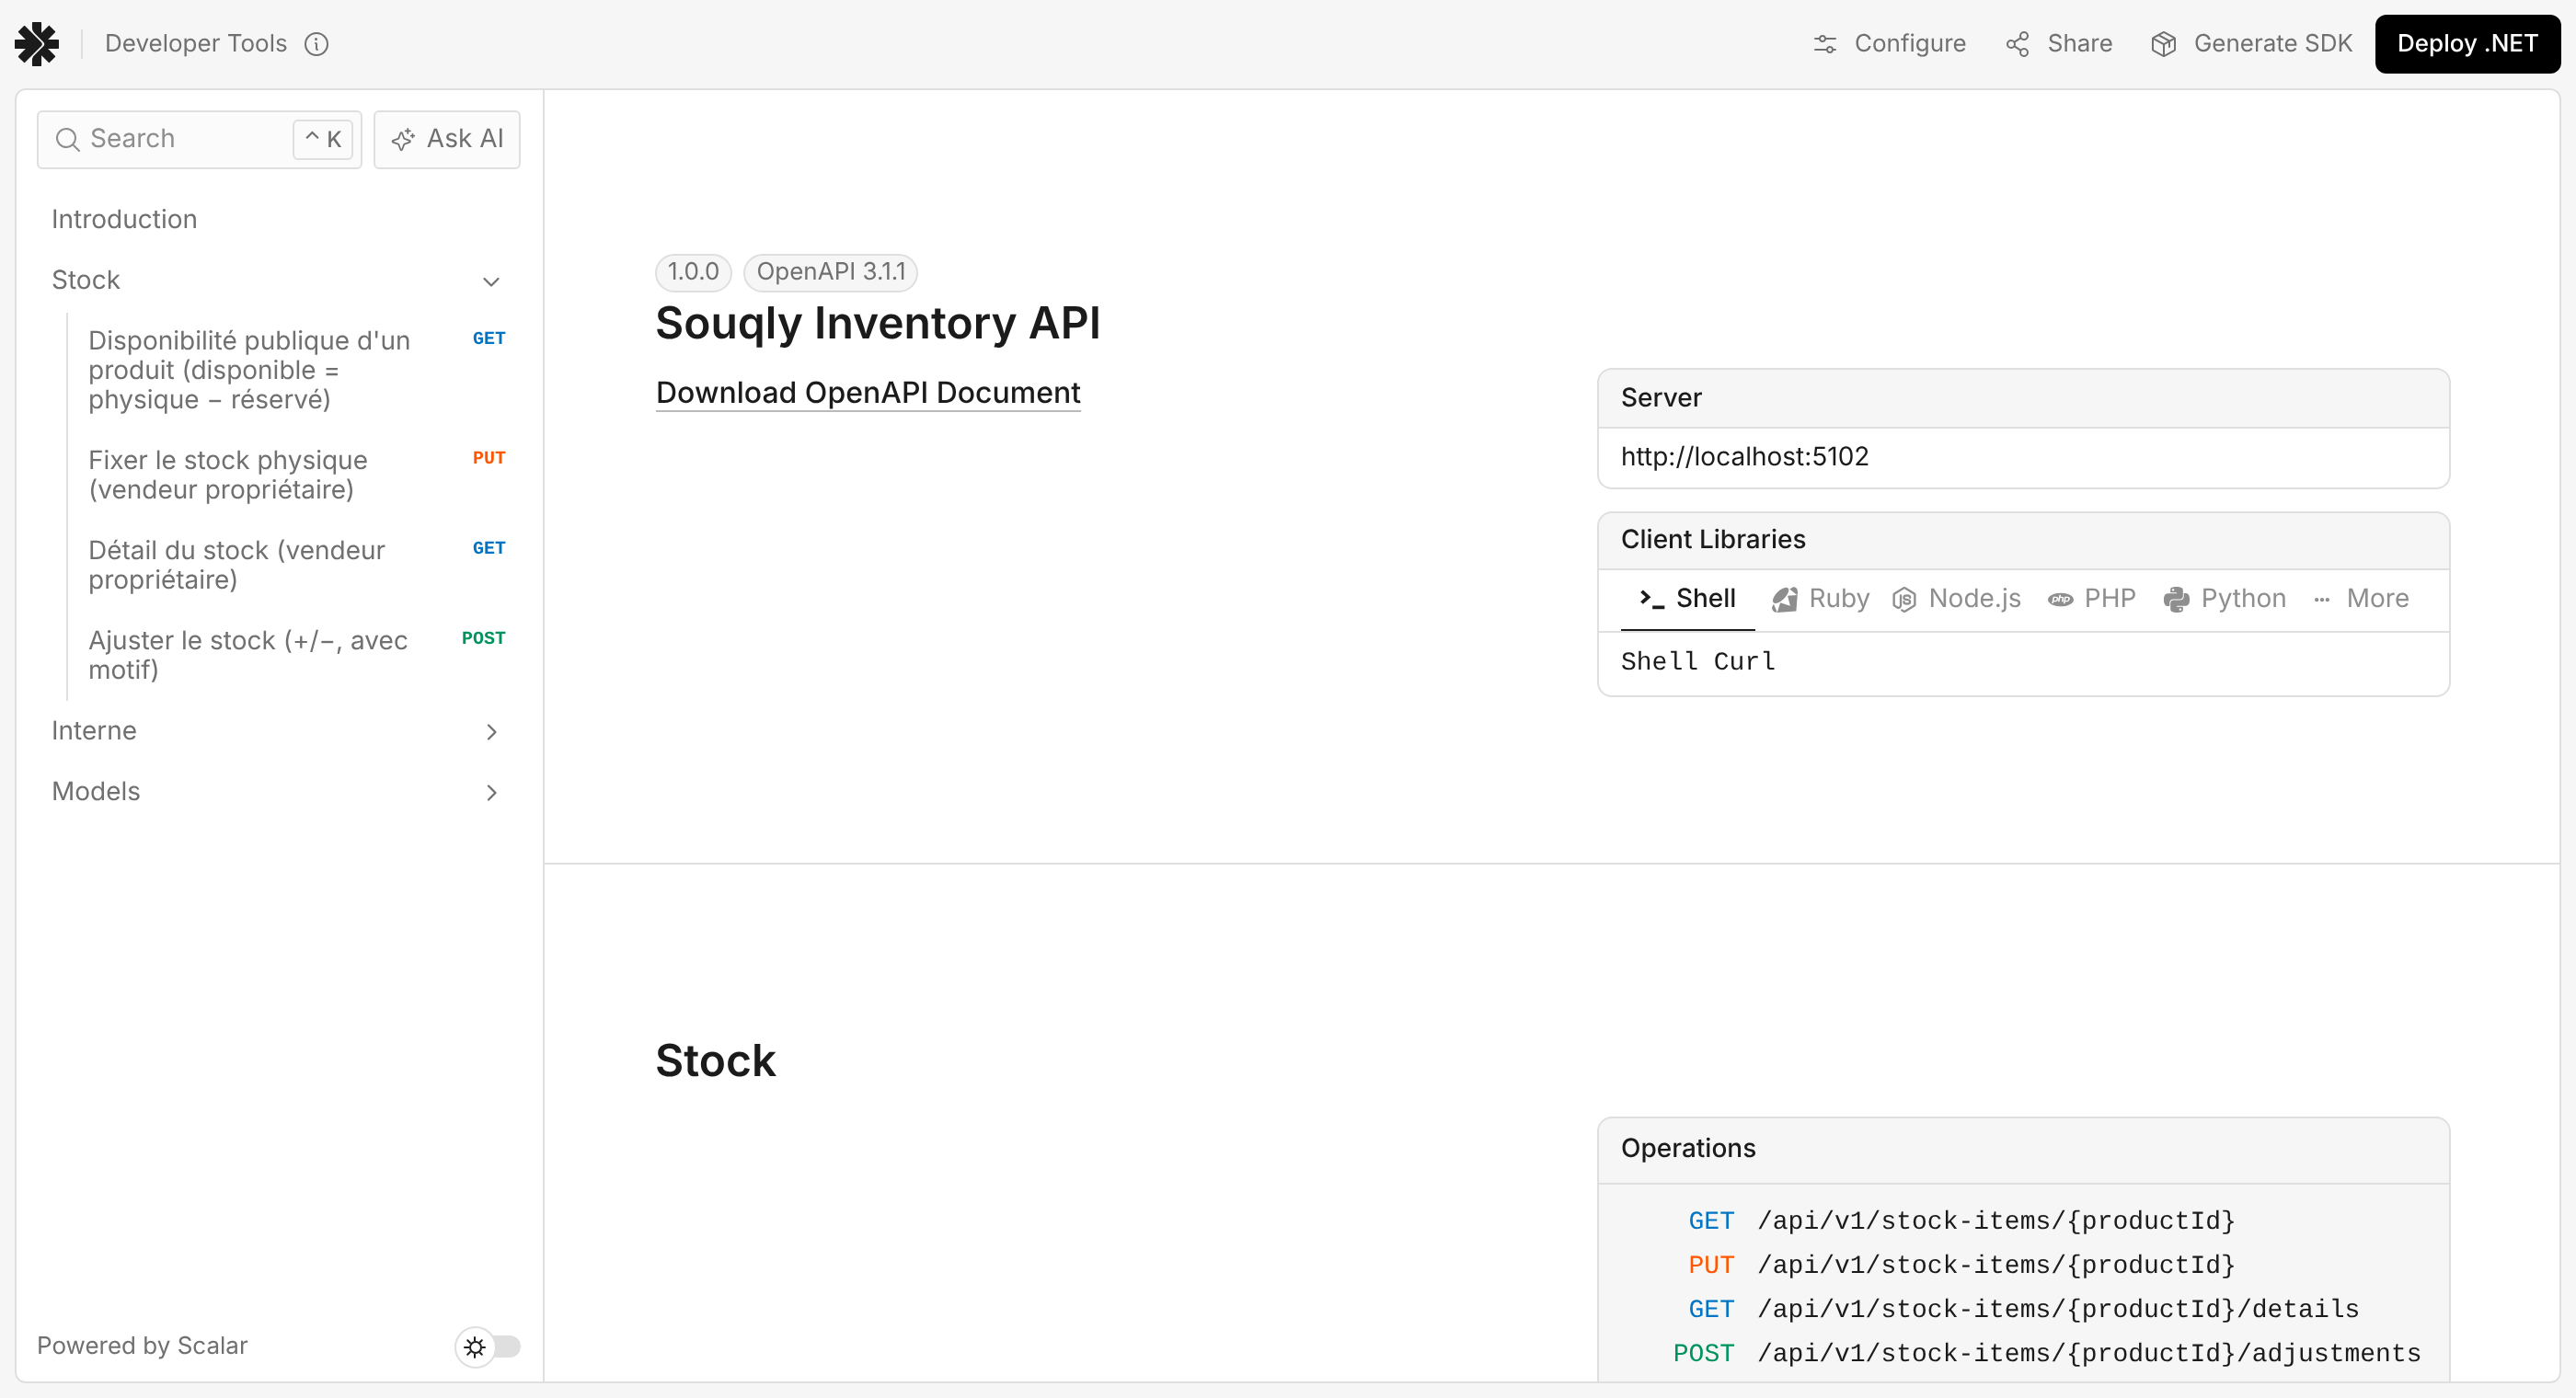 Developer Tools
Configure
Share
Generate SDK
Deploy .NET
Search
^ K
Ask AI
Introduction
Stock
Disponibilité publique d'un
produit (disponible =
physique − réservé)
GET
Fixer le stock physique
(vendeur propriétaire)
PUT
Détail du stock (vendeur
propriétaire)
GET
Ajuster le stock (+/−, avec
motif)
POST
Interne
Models
Powered by Scalar
1.0.0
OpenAPI 3.1.1
Souqly Inventory API
Download OpenAPI Document
Server
http://localhost:5102
Client Libraries
Shell
Ruby
Node.js
PHP
Python
More
Shell Curl
Stock
Operations
GET /api/v1/stock-items/{productId}
PUT /api/v1/stock-items/{productId}
GET /api/v1/stock-items/{productId}/details
POST /api/v1/stock-items/{productId}/adjustments